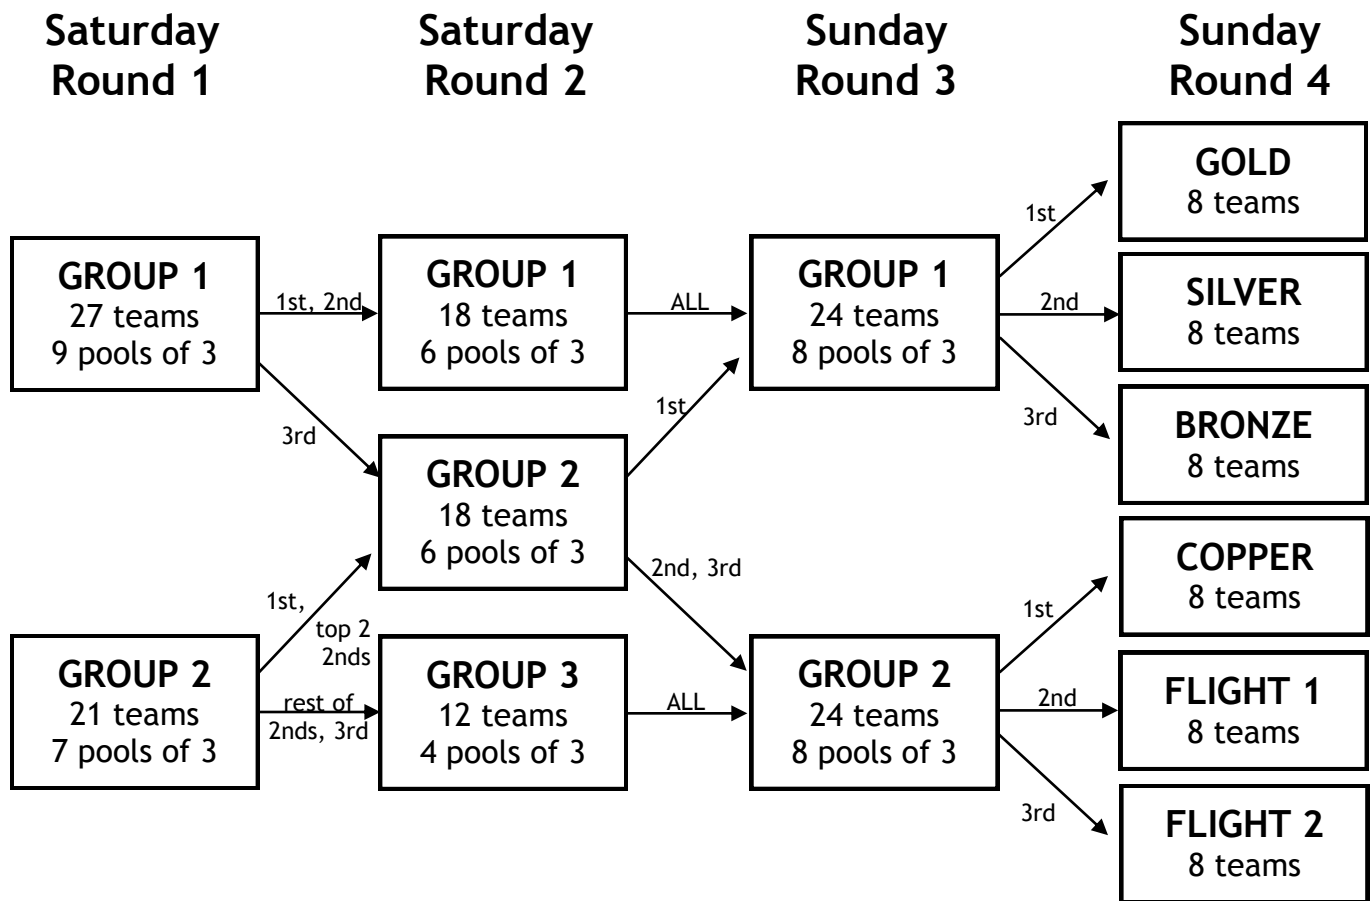 Saturday
Round 1
Saturday
Round 2
Sunday
Round 3
Sunday
Round 4
GROUP 1
27 teams
9 pools of 3
1st, 2nd
3rd
GROUP 2
21 teams
7 pools of 3
1st,
top 2
2nds
rest of
2nds, 3rd
GROUP 1
18 teams
6 pools of 3
ALL
GROUP 2
18 teams
6 pools of 3
1st
2nd, 3rd
GROUP 3
12 teams
4 pools of 3
ALL
GROUP 1
24 teams
8 pools of 3
1st
2nd
3rd
GROUP 2
24 teams
8 pools of 3
1st
2nd
3rd
GOLD
8 teams
SILVER
8 teams
BRONZE
8 teams
COPPER
8 teams
FLIGHT 1
8 teams
FLIGHT 2
8 teams